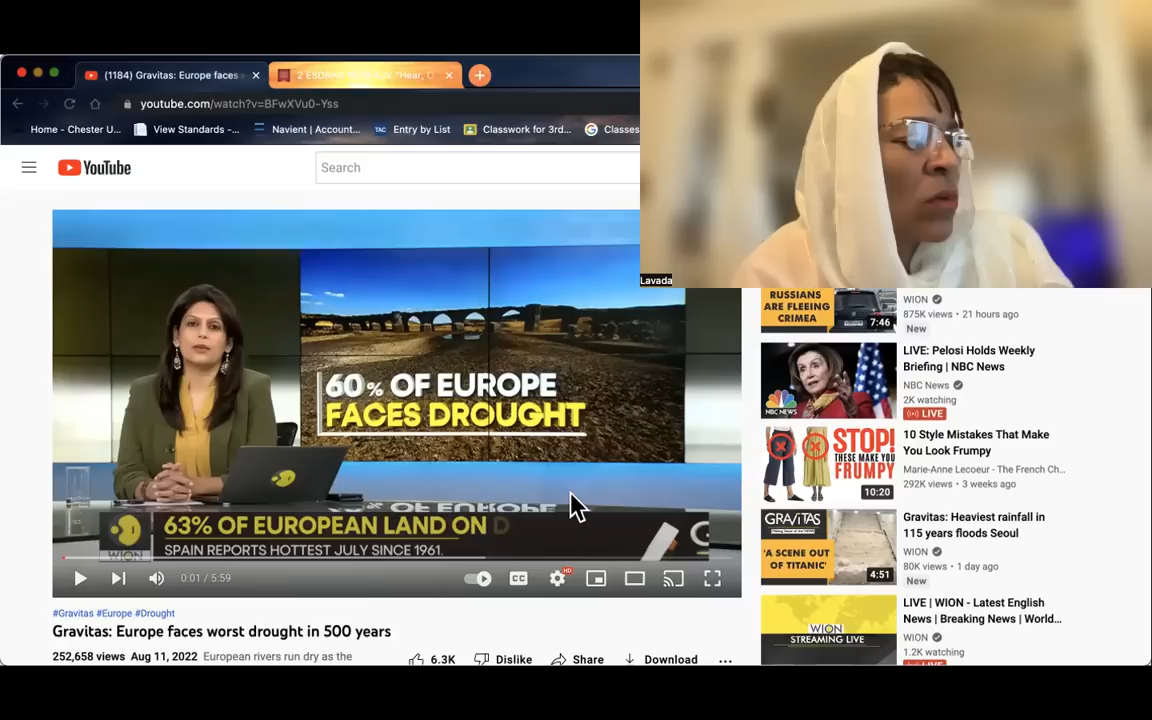 (1184) Gravitas: Europe faces
2 ESDRAS
"Hear, O
youtube.com/watch?v=BFwXVu0-Yss
Home - Chester U...
View Standards -...
Navient | Account...
TAC
Entry by List
Classwork for 3rd...
Classes
YouTube
Search
Lavada
60% OF EUROPE
FACES DROUGHT
63% OF EUROPEAN LAND ON D
SPAIN REPORTS HOTTEST JULY SINCE 1961.
WION
G
0:01 / 5:59
CC
HD
#Gravitas #Europe #Drought
Gravitas: Europe faces worst drought in 500 years
252,658 views Aug 11, 2022 European rivers run dry as the
6.3K
Dislike
Share
Download
...
RUSSIANS
ARE FLEEING
CRIMEA
7:46
WION
875K views • 21 hours ago
New
NBC NEWS
LIVE: Pelosi Holds Weekly
Briefing | NBC News
NBC News
2K watching
LIVE
STOP!
THESE MAKE YOU
FRUMPY
10:20
10 Style Mistakes That Make
You Look Frumpy
Marie-Anne Lecoeur - The French Ch...
292K views • 3 weeks ago
GRAVITAS
'A SCENE OUT
OF TITANIC'
4:51
Gravitas: Heaviest rainfall in
115 years floods Seoul
WION
80K views • 1 day ago
New
WION
STREAMING LIVE
LIVE | WION - Latest English
News | Breaking News | World...
WION
1.2K watching
LIVE